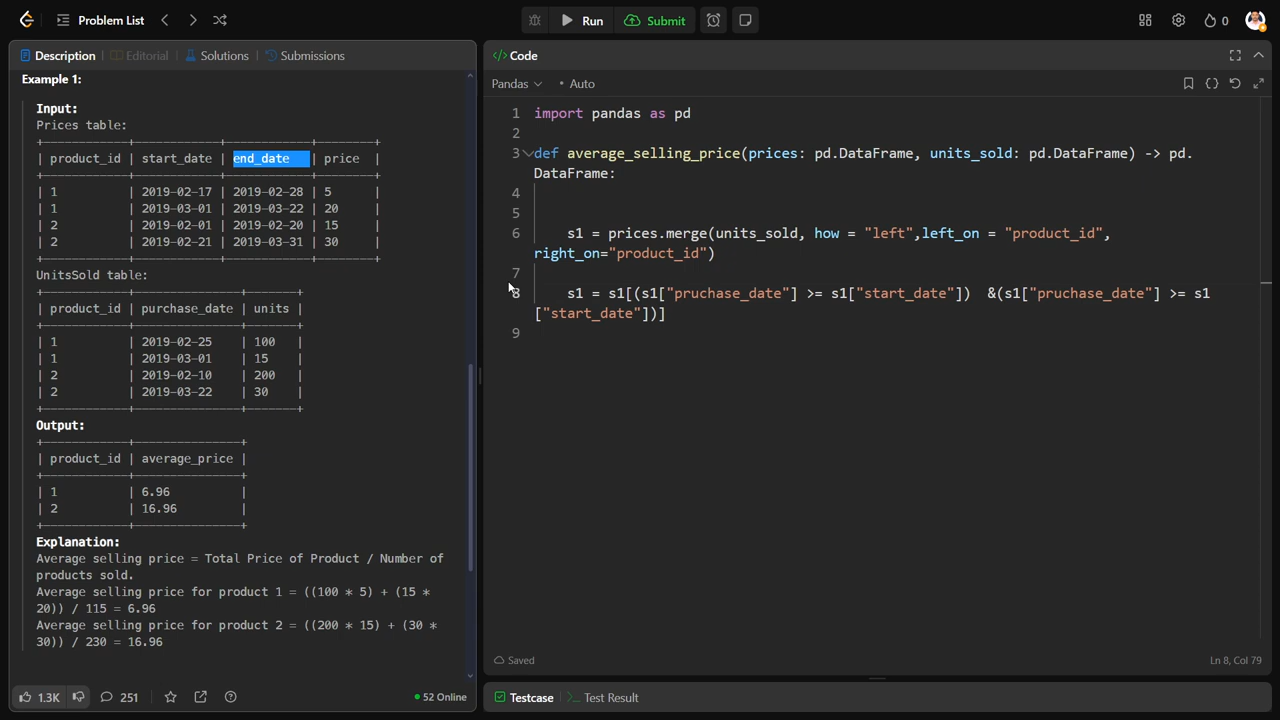 Problem List
Run
Submit
0
Description
Editorial
Solutions
Submissions
Example 1:
Input:
Prices table:
+------------+------------+------------+--------+
| product_id | start_date | end_date   | price  |
+------------+------------+------------+--------+
| 1          | 2019-02-17 | 2019-02-28 | 5      |
| 1          | 2019-03-01 | 2019-03-22 | 20     |
| 2          | 2019-02-01 | 2019-02-20 | 15     |
| 2          | 2019-02-21 | 2019-03-31 | 30     |
+------------+------------+------------+--------+
UnitsSold table:
+------------+---------------+-------+
| product_id | purchase_date | units |
+------------+---------------+-------+
| 1          | 2019-02-25    | 100   |
| 1          | 2019-03-01    | 15    |
| 2          | 2019-02-10    | 200   |
| 2          | 2019-03-22    | 30    |
+------------+---------------+-------+
Output:
+------------+---------------+
| product_id | average_price |
+------------+---------------+
| 1          | 6.96          |
| 2          | 16.96         |
+------------+---------------+
Explanation:
Average selling price = Total Price of Product / Number of
products sold.
Average selling price for product 1 = ((100 * 5) + (15 *
20)) / 115 = 6.96
Average selling price for product 2 = ((200 * 15) + (30 *
30)) / 230 = 16.96
1.3K
251
52 Online
</> Code
Pandas
• Auto
1 import pandas as pd
2
3 def average_selling_price(prices: pd.DataFrame, units_sold: pd.DataFrame) -> pd.
DataFrame:
4
5
6 s1 = prices.merge(units_sold, how = "left",left_on = "product_id",
right_on="product_id")
7
8 s1 = s1[(s1["pruchase_date"] >= s1["start_date"])  &(s1["pruchase_date"] >= s1
["start_date"])]
9
Saved
Ln 8, Col 79
Testcase
Test Result